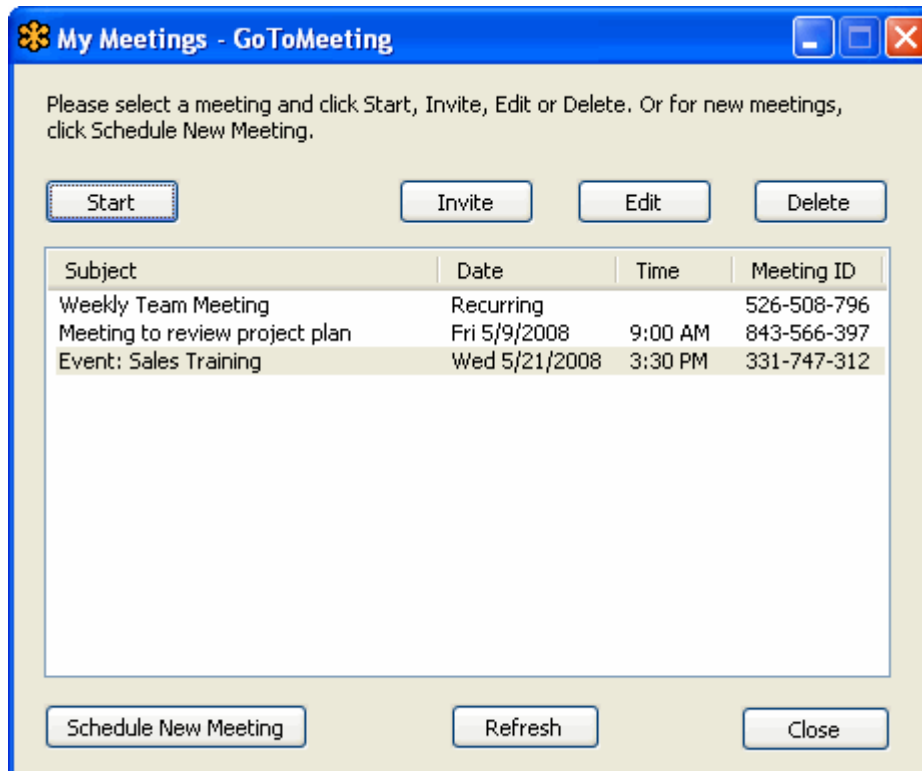 My Meetings - GoToMeeting
Please select a meeting and click Start, Invite, Edit or Delete. Or for new meetings,
click Schedule New Meeting.
Start Invite Edit Delete
Subject Date Time Meeting ID
Weekly Team Meeting Recurring 526-508-796
Meeting to review project plan Fri 5/9/2008 9:00 AM 843-566-397
Event: Sales Training Wed 5/21/2008 3:30 PM 331-747-312
Schedule New Meeting Refresh Close